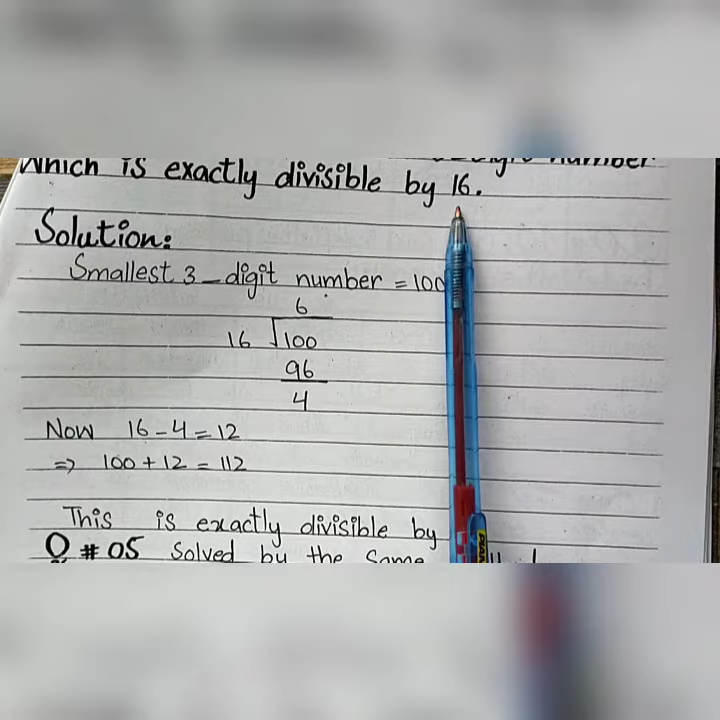 number
Which is exactly divisible by 16.
Solution:
Smallest 3-digit number = 100
6
16 √100
96
4
Now 16 - 4 = 12
=> 100 + 12 = 112
This is exactly divisible by
Q # 05 Solved by the Same